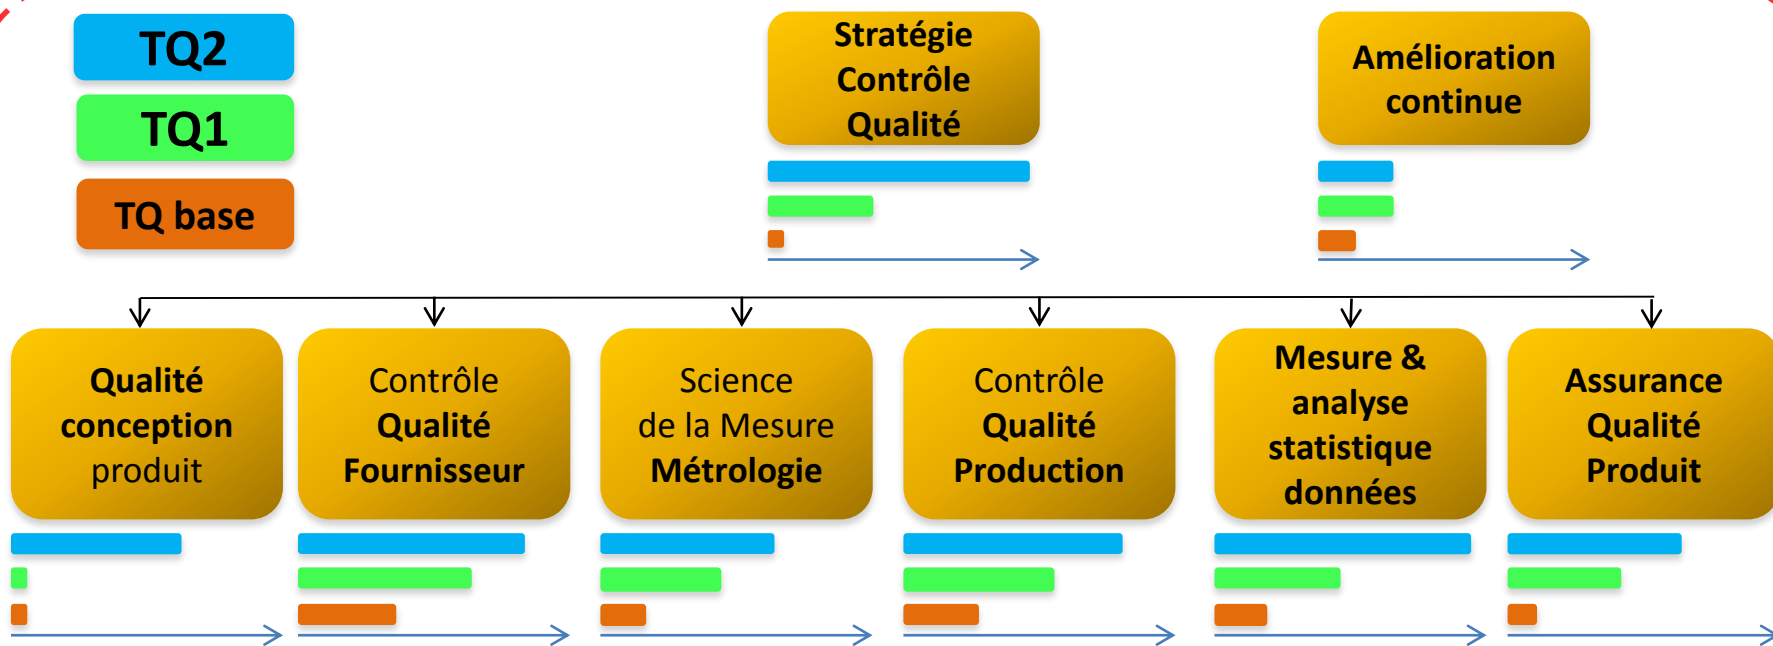 TQ2
TQ1
TQ base
Stratégie
Contrôle
Qualité
Amélioration
continue
Qualité
conception
produit
Contrôle
Qualité
Fournisseur
Science
de la Mesure
Métrologie
Contrôle
Qualité
Production
Mesure &
analyse
statistique
données
Assurance
Qualité
Produit